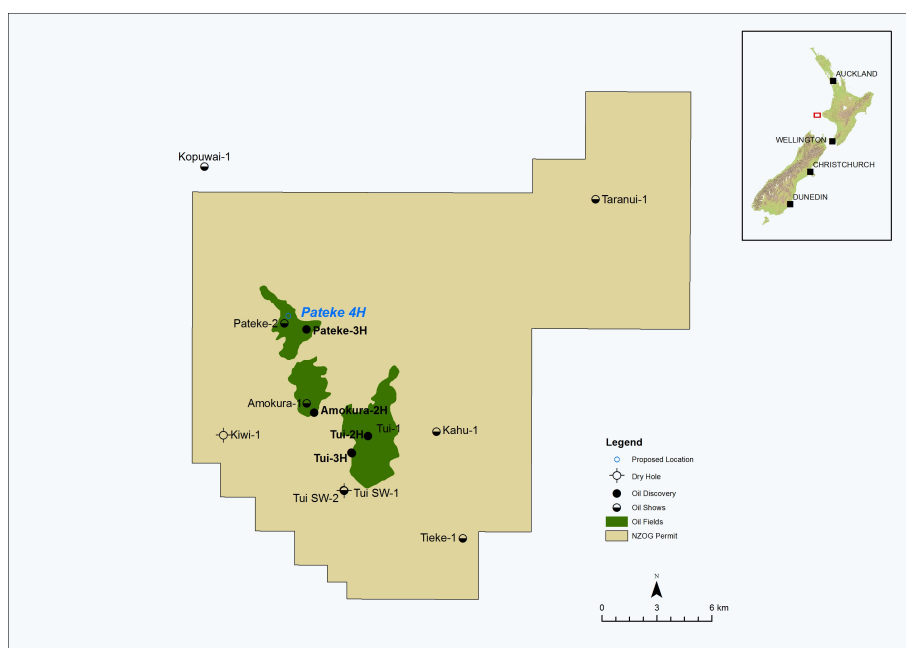 AUCKLAND
WELLINGTON
CHRISTCHURCH
DUNEDIN
Kopuwai-1
Taranui-1
Pateke 4H
Pateke-2
Pateke-3H
Amokura-1
Amokura-2H
Kiwi-1
Tui-2H
Tui-1
Kahu-1
Tui-3H
Tui SW-2
Tui SW-1
Tieke-1
Legend
Proposed Location
Dry Hole
Oil Discovery
Oil Shows
Oil Fields
NZOG Permit
N
0 3 6 km